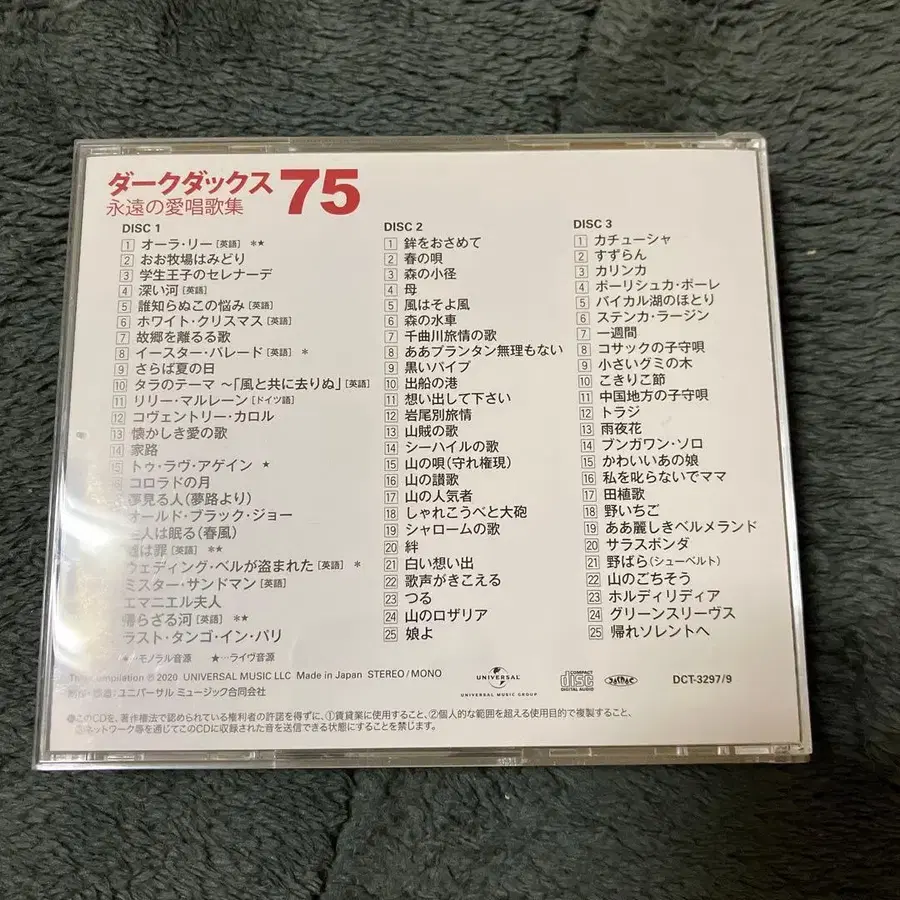 ダークダックス 75
永遠の愛唱歌集
DISC 1
1 オーラ・リー [英語] *★
2 おお牧場はみどり
3 学生王子のセレナーデ
4 深い河 [英語]
5 誰知らぬこの悩み [英語]
6 ホワイト・クリスマス [英語]
7 故郷を離るる歌
8 イースター・パレード [英語] *
9 さらば夏の日
10 タラのテーマ ～「風と共に去りぬ」[英語]
11 リリー・マルレーン [ドイツ語]
12 コヴェントリー・カロル
13 懐かしき愛の歌
14 家路
15 トゥ・ラヴ・アゲイン ★
コロラドの月
夢見る人(夢路より)
オールド・ブラック・ジョー
主人は眠る(春風)
は罪 [英語] *★
ウェディング・ベルが盗まれた [英語] *
ミスター・サンドマン [英語]
エマニエル夫人
帰らざる河 [英語] *★
ラスト・タンゴ・イン・パリ
DISC 2
1 鉾をおさめて
2 春の唄
3 森の小径
4 母
5 風はそよ風
6 森の水車
7 千曲川旅情の歌
8 ああプランタン無理もない
9 黒いパイプ
10 出船の港
11 想い出して下さい
12 岩尾別旅情
13 山賊の歌
14 シーハイルの歌
15 山の唄(守れ権現)
16 山の讃歌
17 山の人気者
18 しゃれこうべと大砲
19 シャロームの歌
20 絆
21 白い想い出
22 歌声がきこえる
23 つる
24 山のロザリア
25 娘よ
DISC 3
1 カチューシャ
2 すずらん
3 カリンカ
4 ポーリシュカ・ポーレ
5 バイカル湖のほとり
6 ステンカ・ラージン
7 一週間
8 コサックの子守唄
9 小さいグミの木
10 こきりこ節
11 中国地方の子守唄
12 トラジ
13 雨夜花
14 ブンガワン・ソロ
15 かわいいあの娘
16 私を叱らないでママ
17 田植歌
18 野いちご
19 ああ麗しきベルメランド
20 サラスポンダ
21 野ばら(シューベルト)
22 山のごちそう
23 ホルディリディア
24 グリーンスリーヴス
25 帰れソレントへ
*…モノラル音源 ★…ライヴ音源
This Compilation ℗ 2020 UNIVERSAL MUSIC LLC Made in Japan STEREO/MONO
ユニバーサル ミュージック合同会社
UNIVERSAL
UNIVERSAL MUSIC GROUP
COMPACT
disc
DIGITAL AUDIO
JASRAC
DCT-3297/9
●このCDを、著作権法で認められている権利者の許諾を得ずに、①賃貸業に使用すること、②個人的な範囲を超える使用目的で複製すること、
③ネットワーク等を通じてこのCDに収録された音を送信できる状態にすることを禁じます。